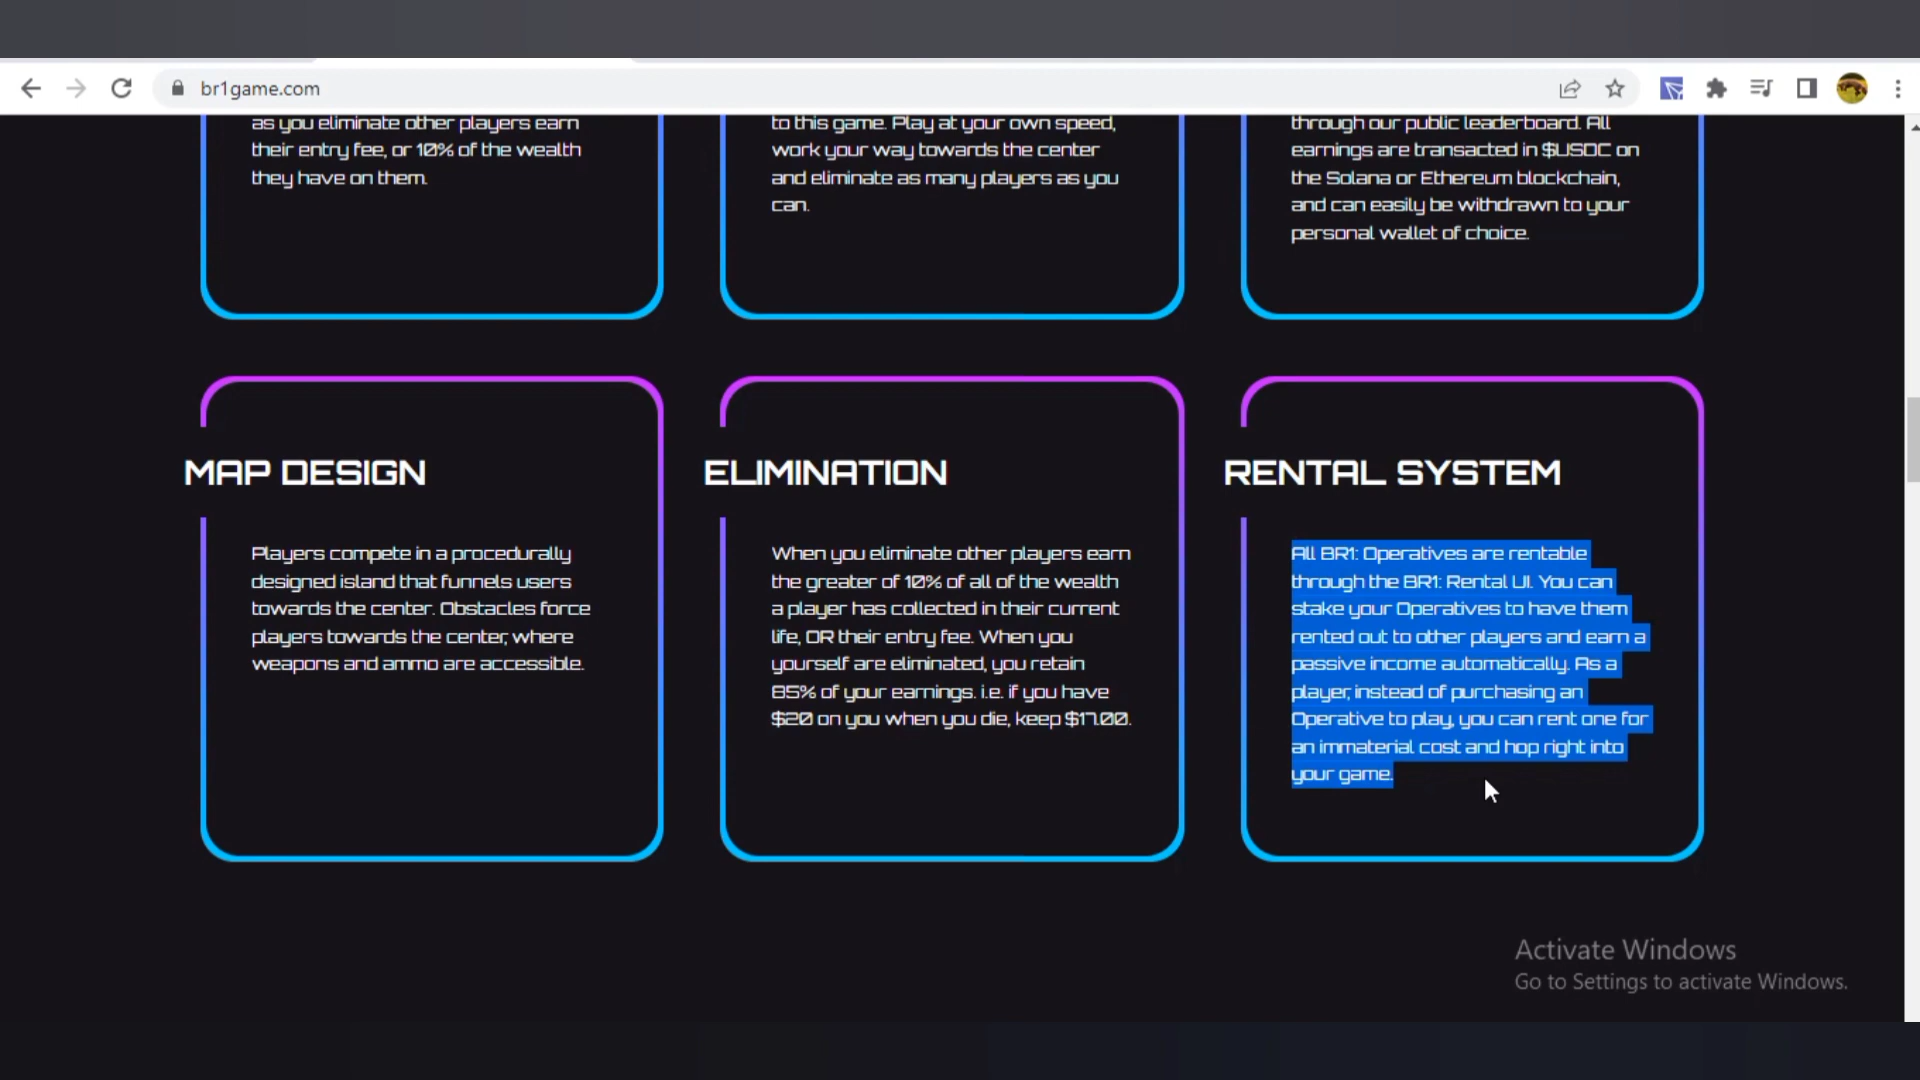 br1game.com
as you eliminate other players earn
their entry fee, or 10% of the wealth
they have on them.
to this game. Play at your own speed,
work your way towards the center
and eliminate as many players as you
can.
through our public leaderboard. All
earnings are transacted in $USDC on
the Solana or Ethereum blockchain,
and can easily be withdrawn to your
personal wallet of choice.
MAP DESIGN
Players compete in a procedurally
designed island that funnels users
towards the center. Obstacles force
players towards the center, where
weapons and ammo are accessible.
ELIMINATION
When you eliminate other players earn
the greater of 10% of all of the wealth
a player has collected in their current
life, OR their entry fee. When you
yourself are eliminated, you retain
85% of your earnings. i.e. if you have
$20 on you when you die, keep $17.00.
RENTAL SYSTEM
All BR1: Operatives are rentable
through the BR1: Rental UI. You can
stake your Operatives to have them
rented out to other players and earn a
passive income automatically. As a
player, instead of purchasing an
Operative to play, you can rent one for
an immaterial cost and hop right into
your game.
Activate Windows
Go to Settings to activate Windows.